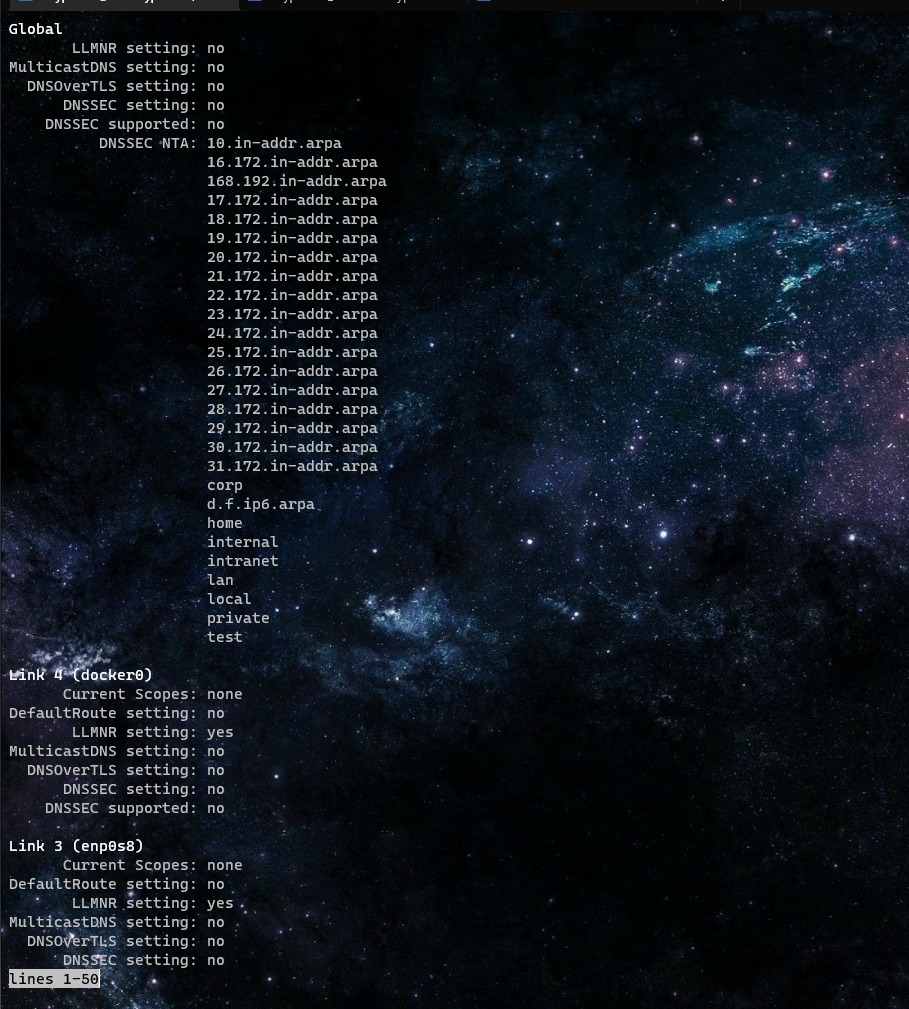 Global
LLMNR setting: no
MulticastDNS setting: no
DNSOverTLS setting: no
DNSSEC setting: no
DNSSEC supported: no
DNSSEC NTA: 10.in-addr.arpa
16.172.in-addr.arpa
168.192.in-addr.arpa
17.172.in-addr.arpa
18.172.in-addr.arpa
19.172.in-addr.arpa
20.172.in-addr.arpa
21.172.in-addr.arpa
22.172.in-addr.arpa
23.172.in-addr.arpa
24.172.in-addr.arpa
25.172.in-addr.arpa
26.172.in-addr.arpa
27.172.in-addr.arpa
28.172.in-addr.arpa
29.172.in-addr.arpa
30.172.in-addr.arpa
31.172.in-addr.arpa
corp
d.f.ip6.arpa
home
internal
intranet
lan
local
private
test
Link 4 (docker0)
Current Scopes: none
DefaultRoute setting: no
LLMNR setting: yes
MulticastDNS setting: no
DNSOverTLS setting: no
DNSSEC setting: no
DNSSEC supported: no
Link 3 (enp0s8)
Current Scopes: none
DefaultRoute setting: no
LLMNR setting: yes
MulticastDNS setting: no
DNSOverTLS setting: no
DNSSEC setting: no
lines 1-50